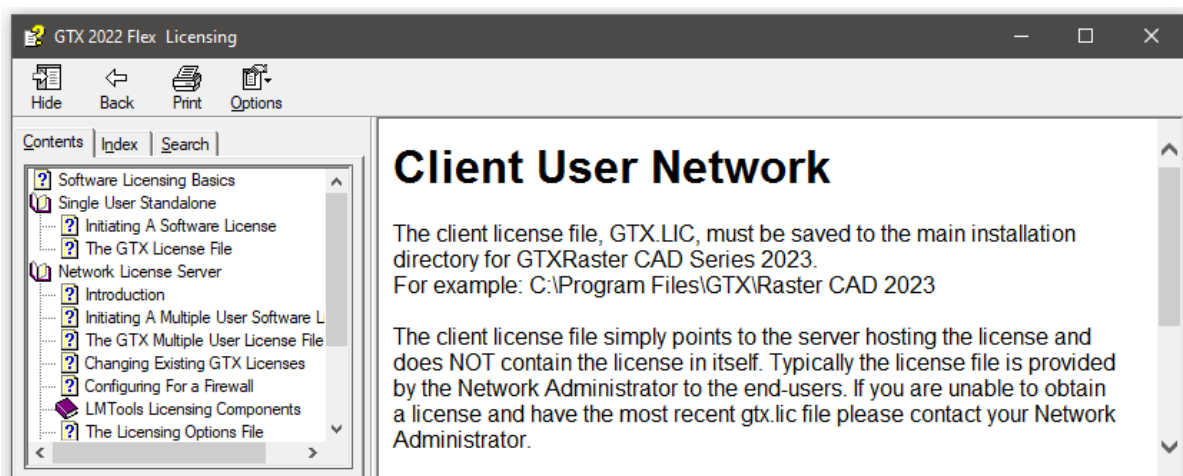 GTX 2022 Flex  Licensing
Hide Back Print Options
Contents Index Search
Software Licensing Basics
Single User Standalone
Initiating A Software License
The GTX License File
Network License Server
Introduction
Initiating A Multiple User Software Li
The GTX Multiple User License File
Changing Existing GTX Licenses
Configuring For a Firewall
LMTools Licensing Components
The Licensing Options File
Client User Network
The client license file, GTX.LIC, must be saved to the main installation
directory for GTXRaster CAD Series 2023.
For example: C:\Program Files\GTX\Raster CAD 2023
The client license file simply points to the server hosting the license and
does NOT contain the license in itself. Typically the license file is provided
by the Network Administrator to the end-users. If you are unable to obtain
a license and have the most recent gtx.lic file please contact your Network
Administrator.